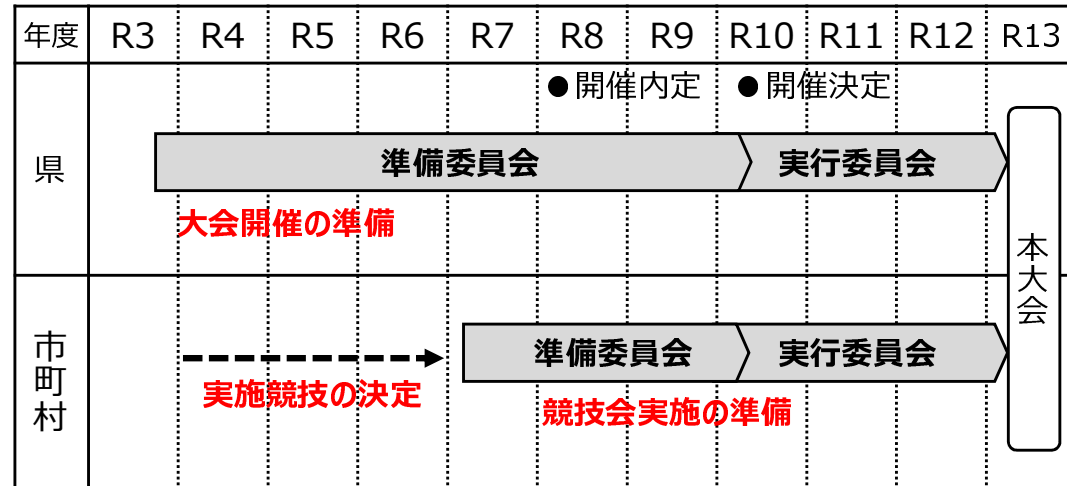 年度 R3 R4 R5 R6 R7 R8 R9 R10 R11 R12 R13
●開催内定 ●開催決定
県
準備委員会 実行委員会
大会開催の準備
本大会
市町村
準備委員会 実行委員会
実施競技の決定
競技会実施の準備